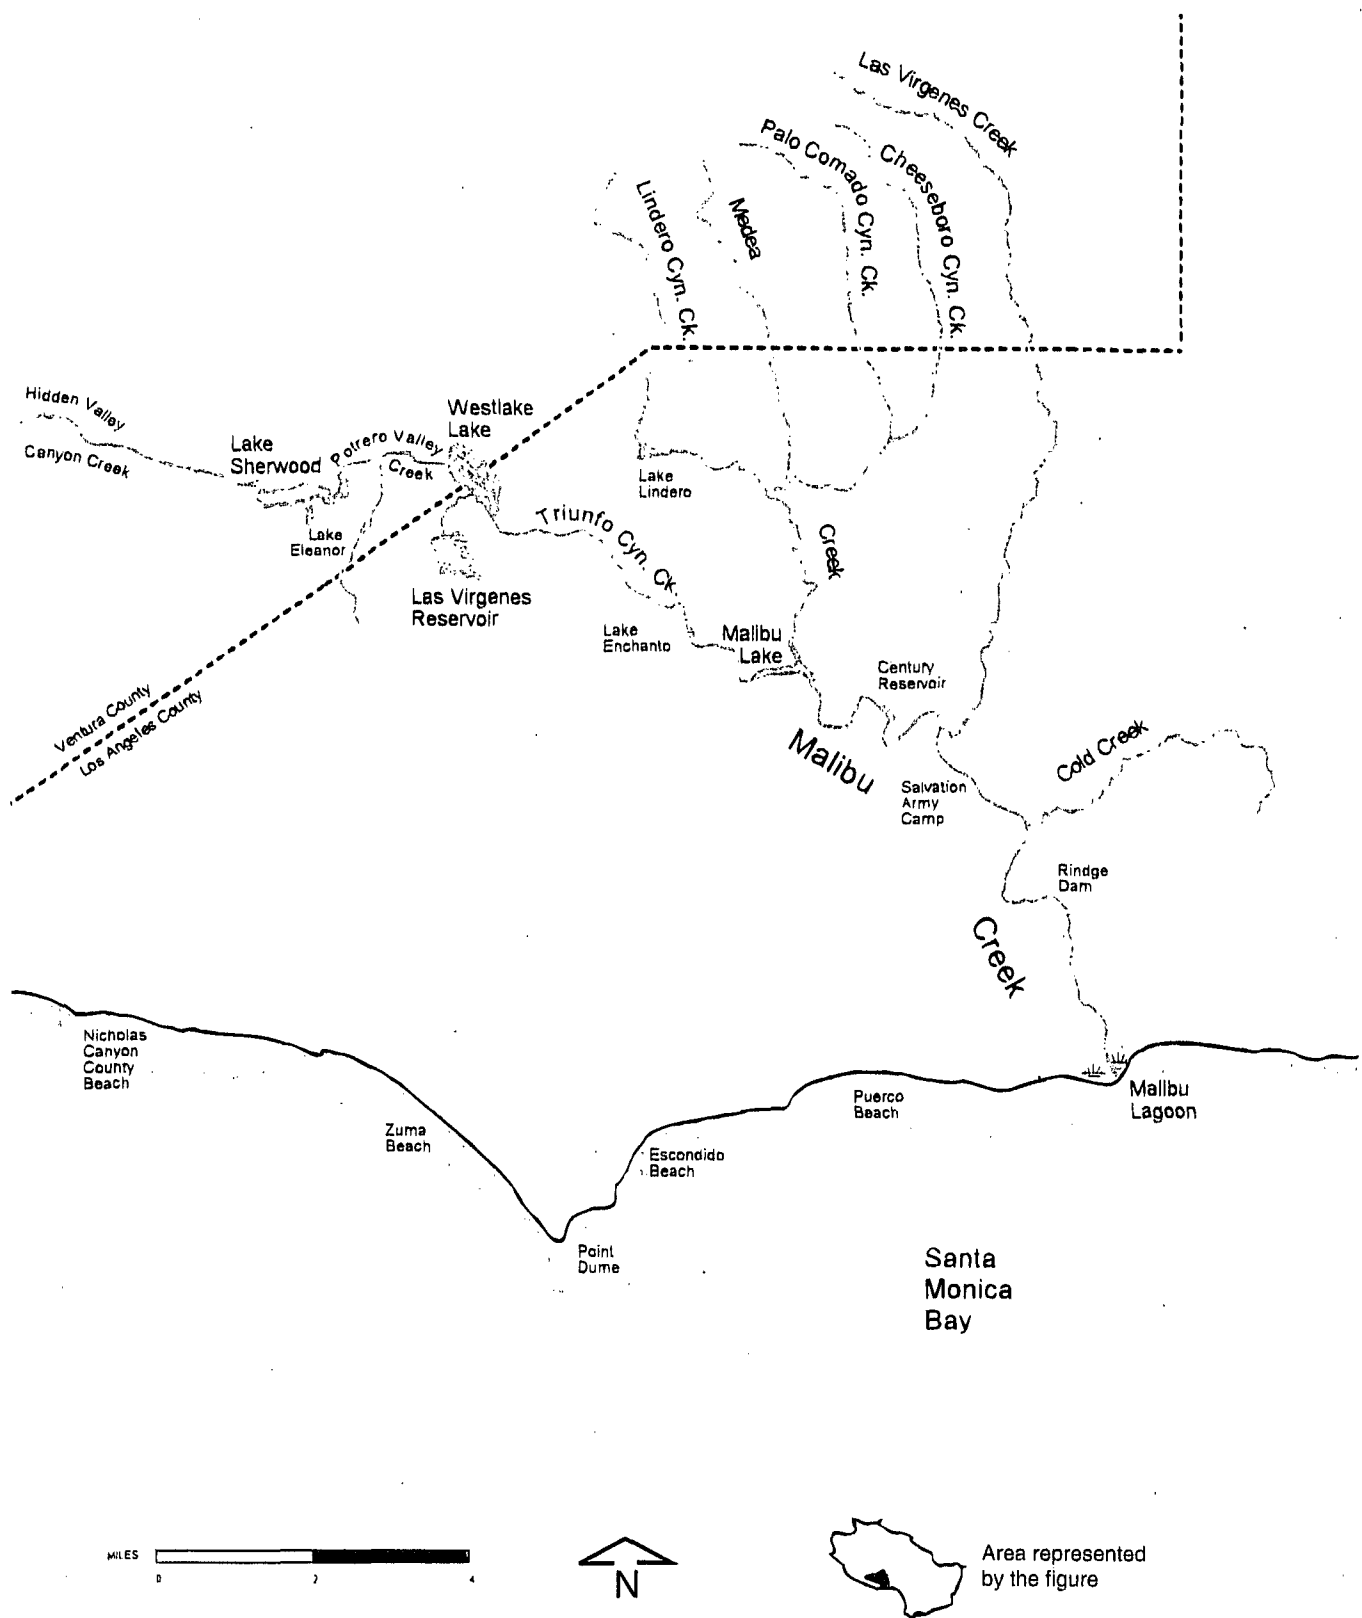 Las Virgenes Creek
Palo Comado Cyn. Ck.
Cheeseboro Cyn. Ck.
Lindero Cyn. Ck.
Medea
Creek
Hidden Valley
Canyon Creek
Lake
Sherwood
Potrero Valley
Creek
Westlake
Lake
Lake
Eleanor
Las Virgenes
Reservoir
Lake
Lindero
Triunfo Cyn. Ck
Lake
Enchanto
Malibu
Lake
Century
Reservoir
Ventura County
Los Angeles County
Malibu
Creek
Salvation
Army
Camp
Cold Creek
Rindge
Dam
Nicholas
Canyon
County
Beach
Zuma
Beach
Point
Dume
Escondido
Beach
Puerco
Beach
Malibu
Lagoon
Santa
Monica
Bay
MILES
0 2 4
N
Area represented
by the figure